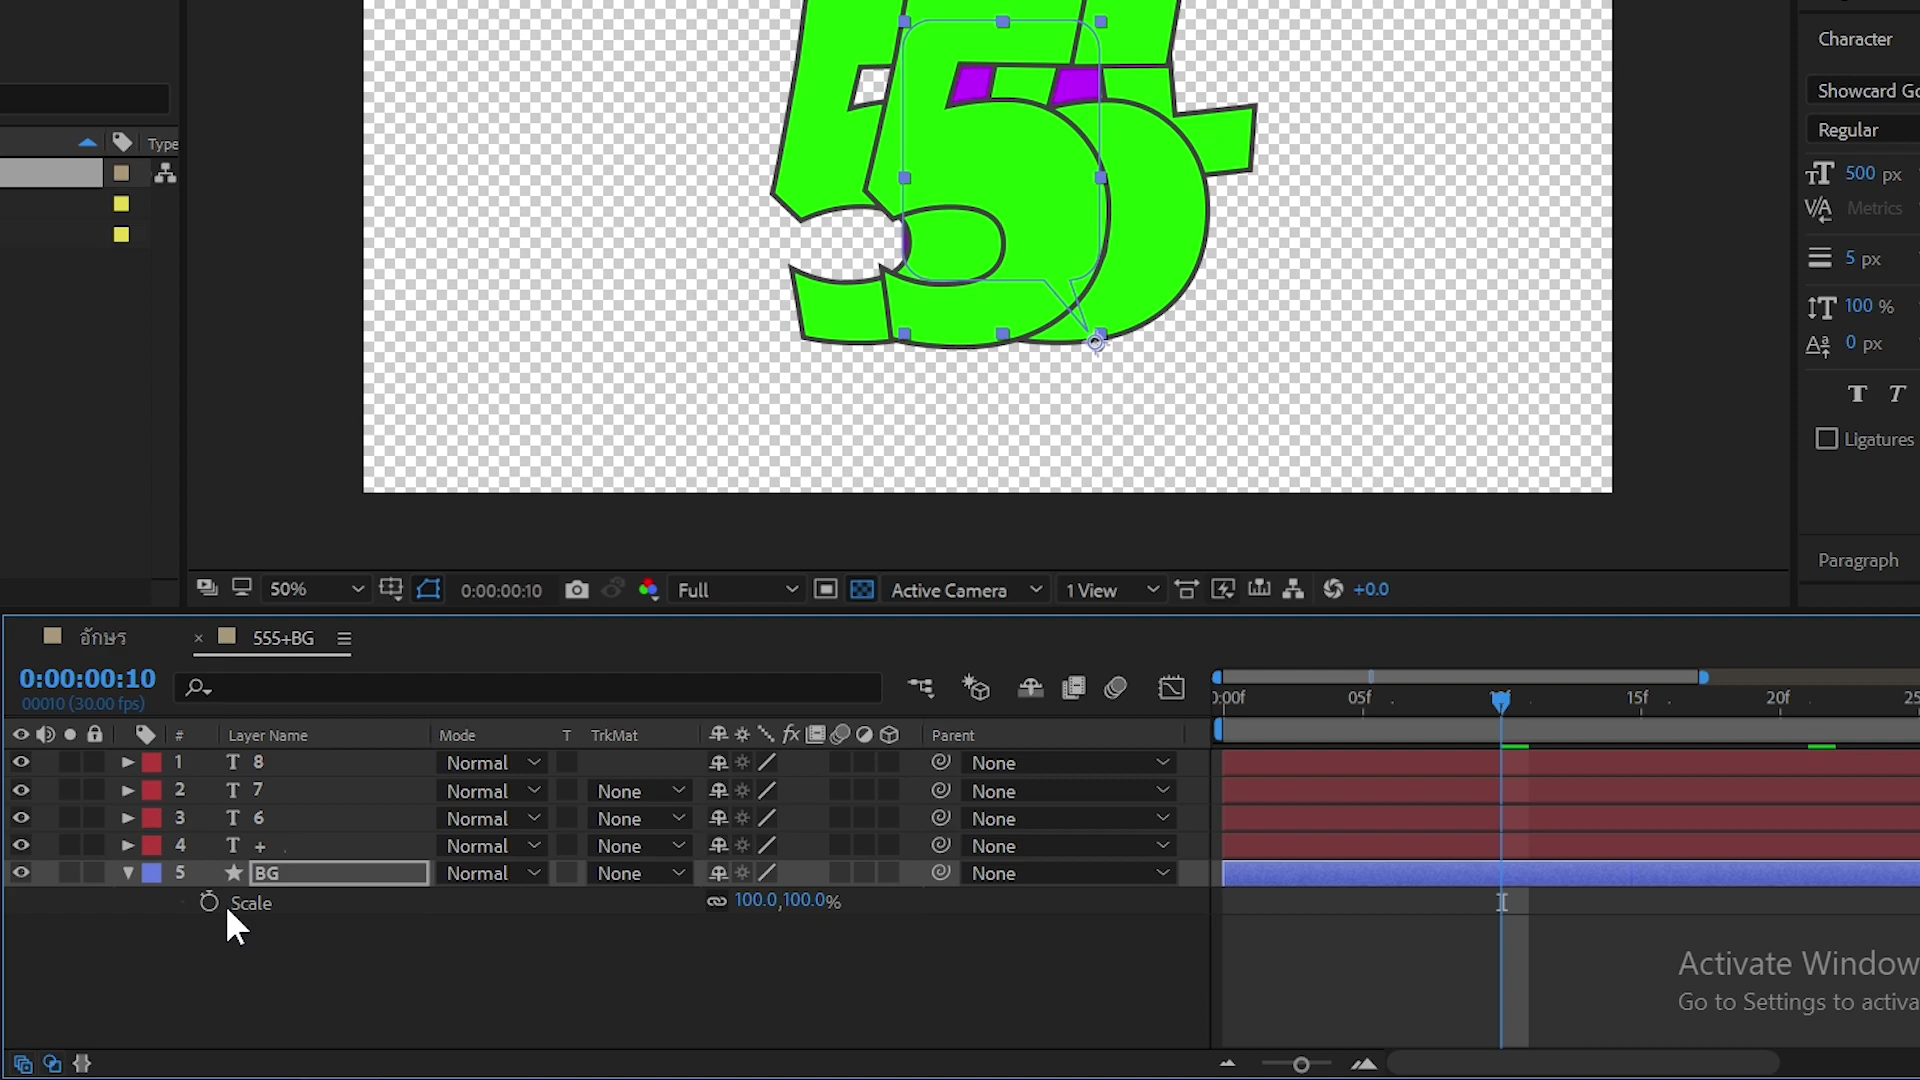 555
Character
Showcard Go
Regular
500 px
Metrics
5 px
100 %
0 px
T T
Ligatures
Paragraph
Type
50%
0:00:00:10
Full
Active Camera
1 View
+0.0
อักษร
× 555+BG
0:00:00:10
00010 (30.00 fps)
0:00f 05f 10f 15f 20f 25
# Layer Name Mode T TrkMat fx Parent
1 T 8 Normal None
2 T 7 Normal None None
3 T 6 Normal None None
4 T + Normal None None
5 BG Normal None None
Scale 100.0,100.0%
Activate Window
Go to Settings to activa